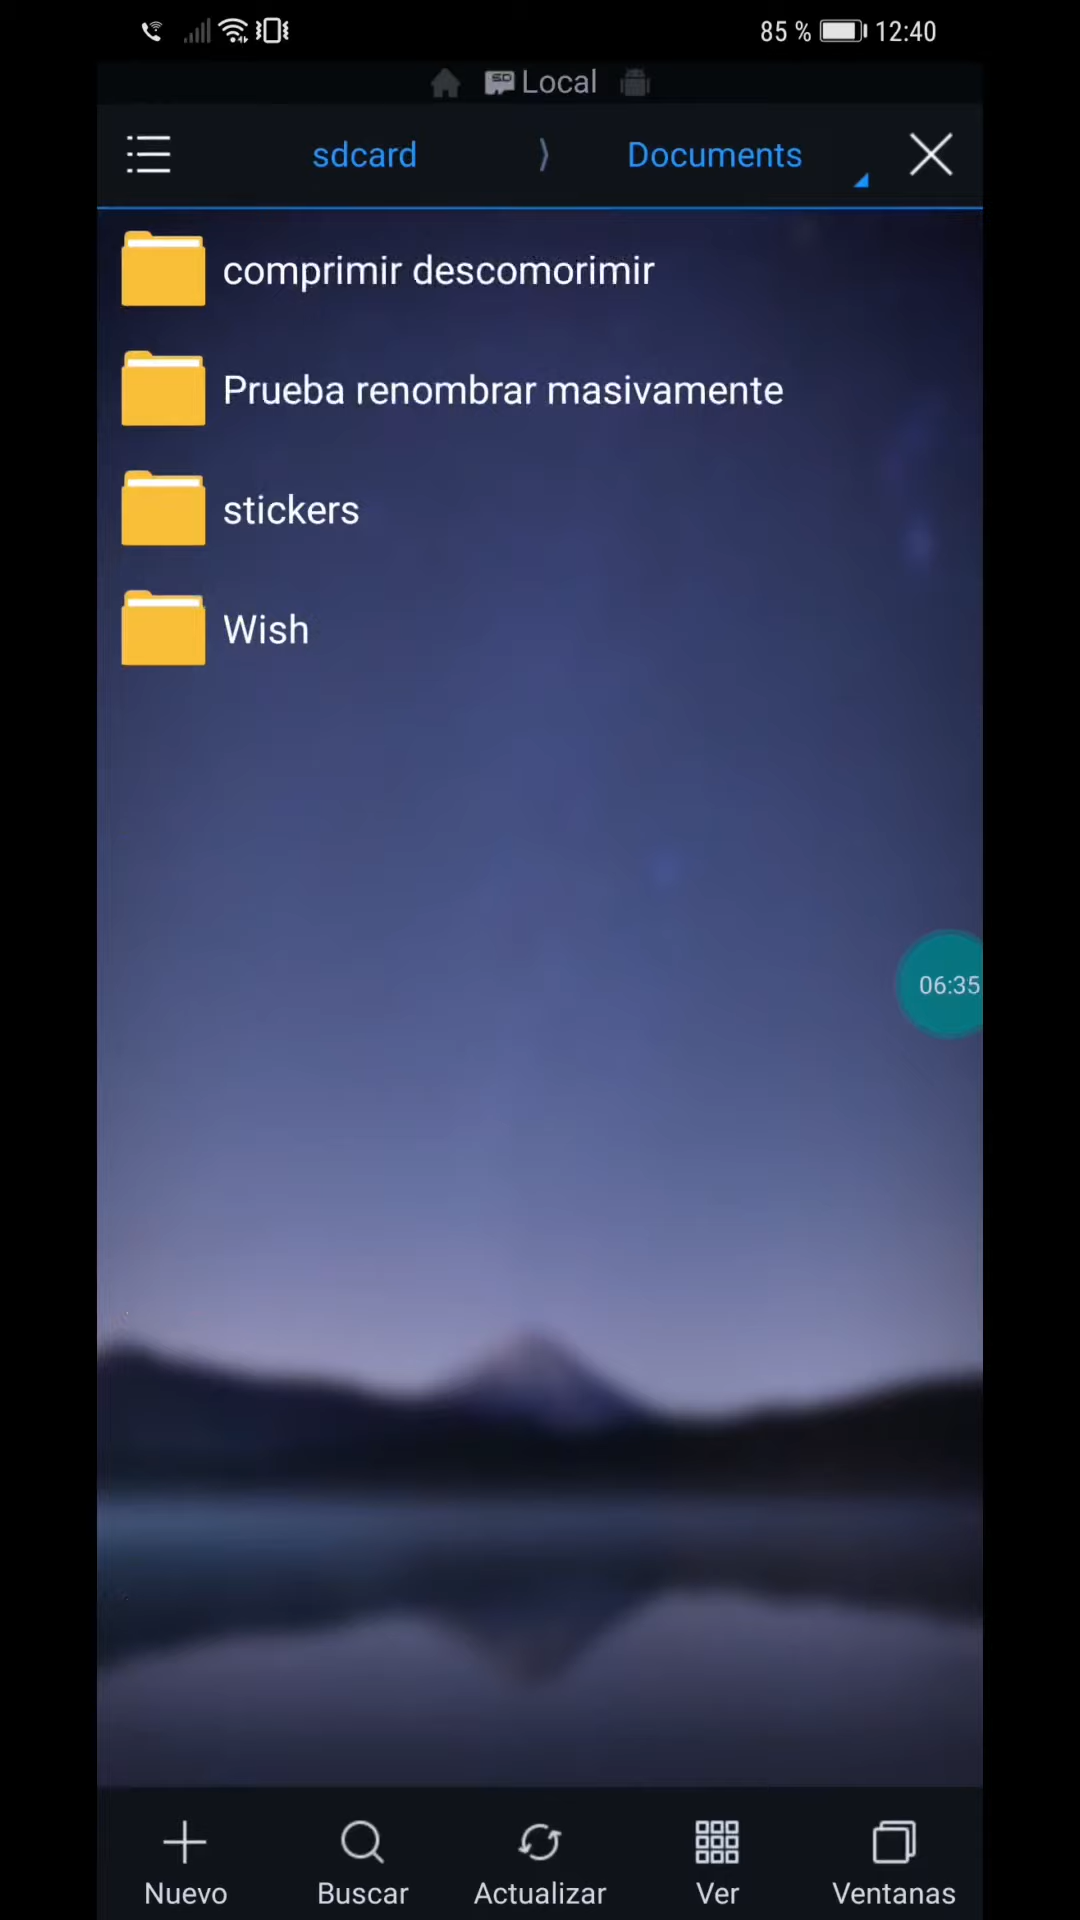 85 % 12:40
SD Local
sdcard ⟩ Documents
comprimir descomorimir
Prueba renombrar masivamente
stickers
Wish
06:35
Nuevo Buscar Actualizar Ver Ventanas